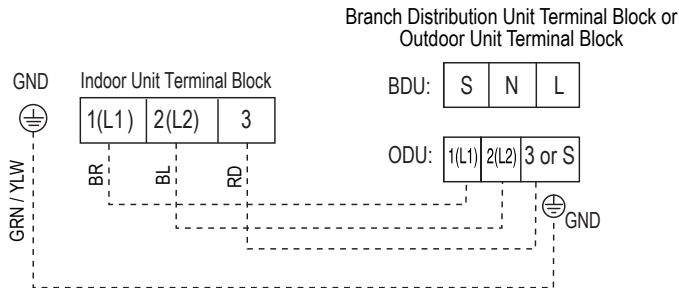 Branch Distribution Unit Terminal Block or
Outdoor Unit Terminal Block
GND
Indoor Unit Terminal Block
BDU:
S
N
L
1(L1)
2(L2)
3
ODU:
1(L1)
2(L2)
3 or S
GRN / YLW
BR
BL
RD
GND